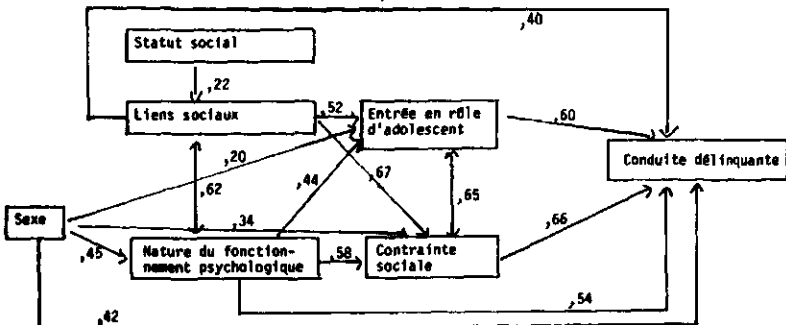 ,40
Statut social
,22
Liens sociaux
,52
Entrée en rôle
d'adolescent
,60
Conduite délinquante
,20
,62
,44
,67
,65
Sexe
,34
,66
,45
Nature du fonction-
nement psychologique
,58
Contrainte
sociale
,54
,42